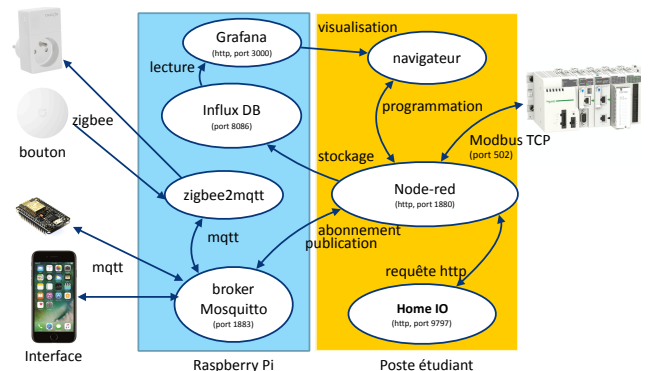 visualisation
Grafana
(http, port 3000)
navigateur
lecture
zigbee
bouton
Influx DB
(port 8086)
programmation
Modbus TCP
(port 502)
stockage
zigbee2mqtt
Node-red
(http, port 1880)
mqtt
abonnement
publication
mqtt
broker
Mosquitto
(port 1883)
requête http
Home IO
(http, port 9797)
Interface
Raspberry Pi
Poste étudiant